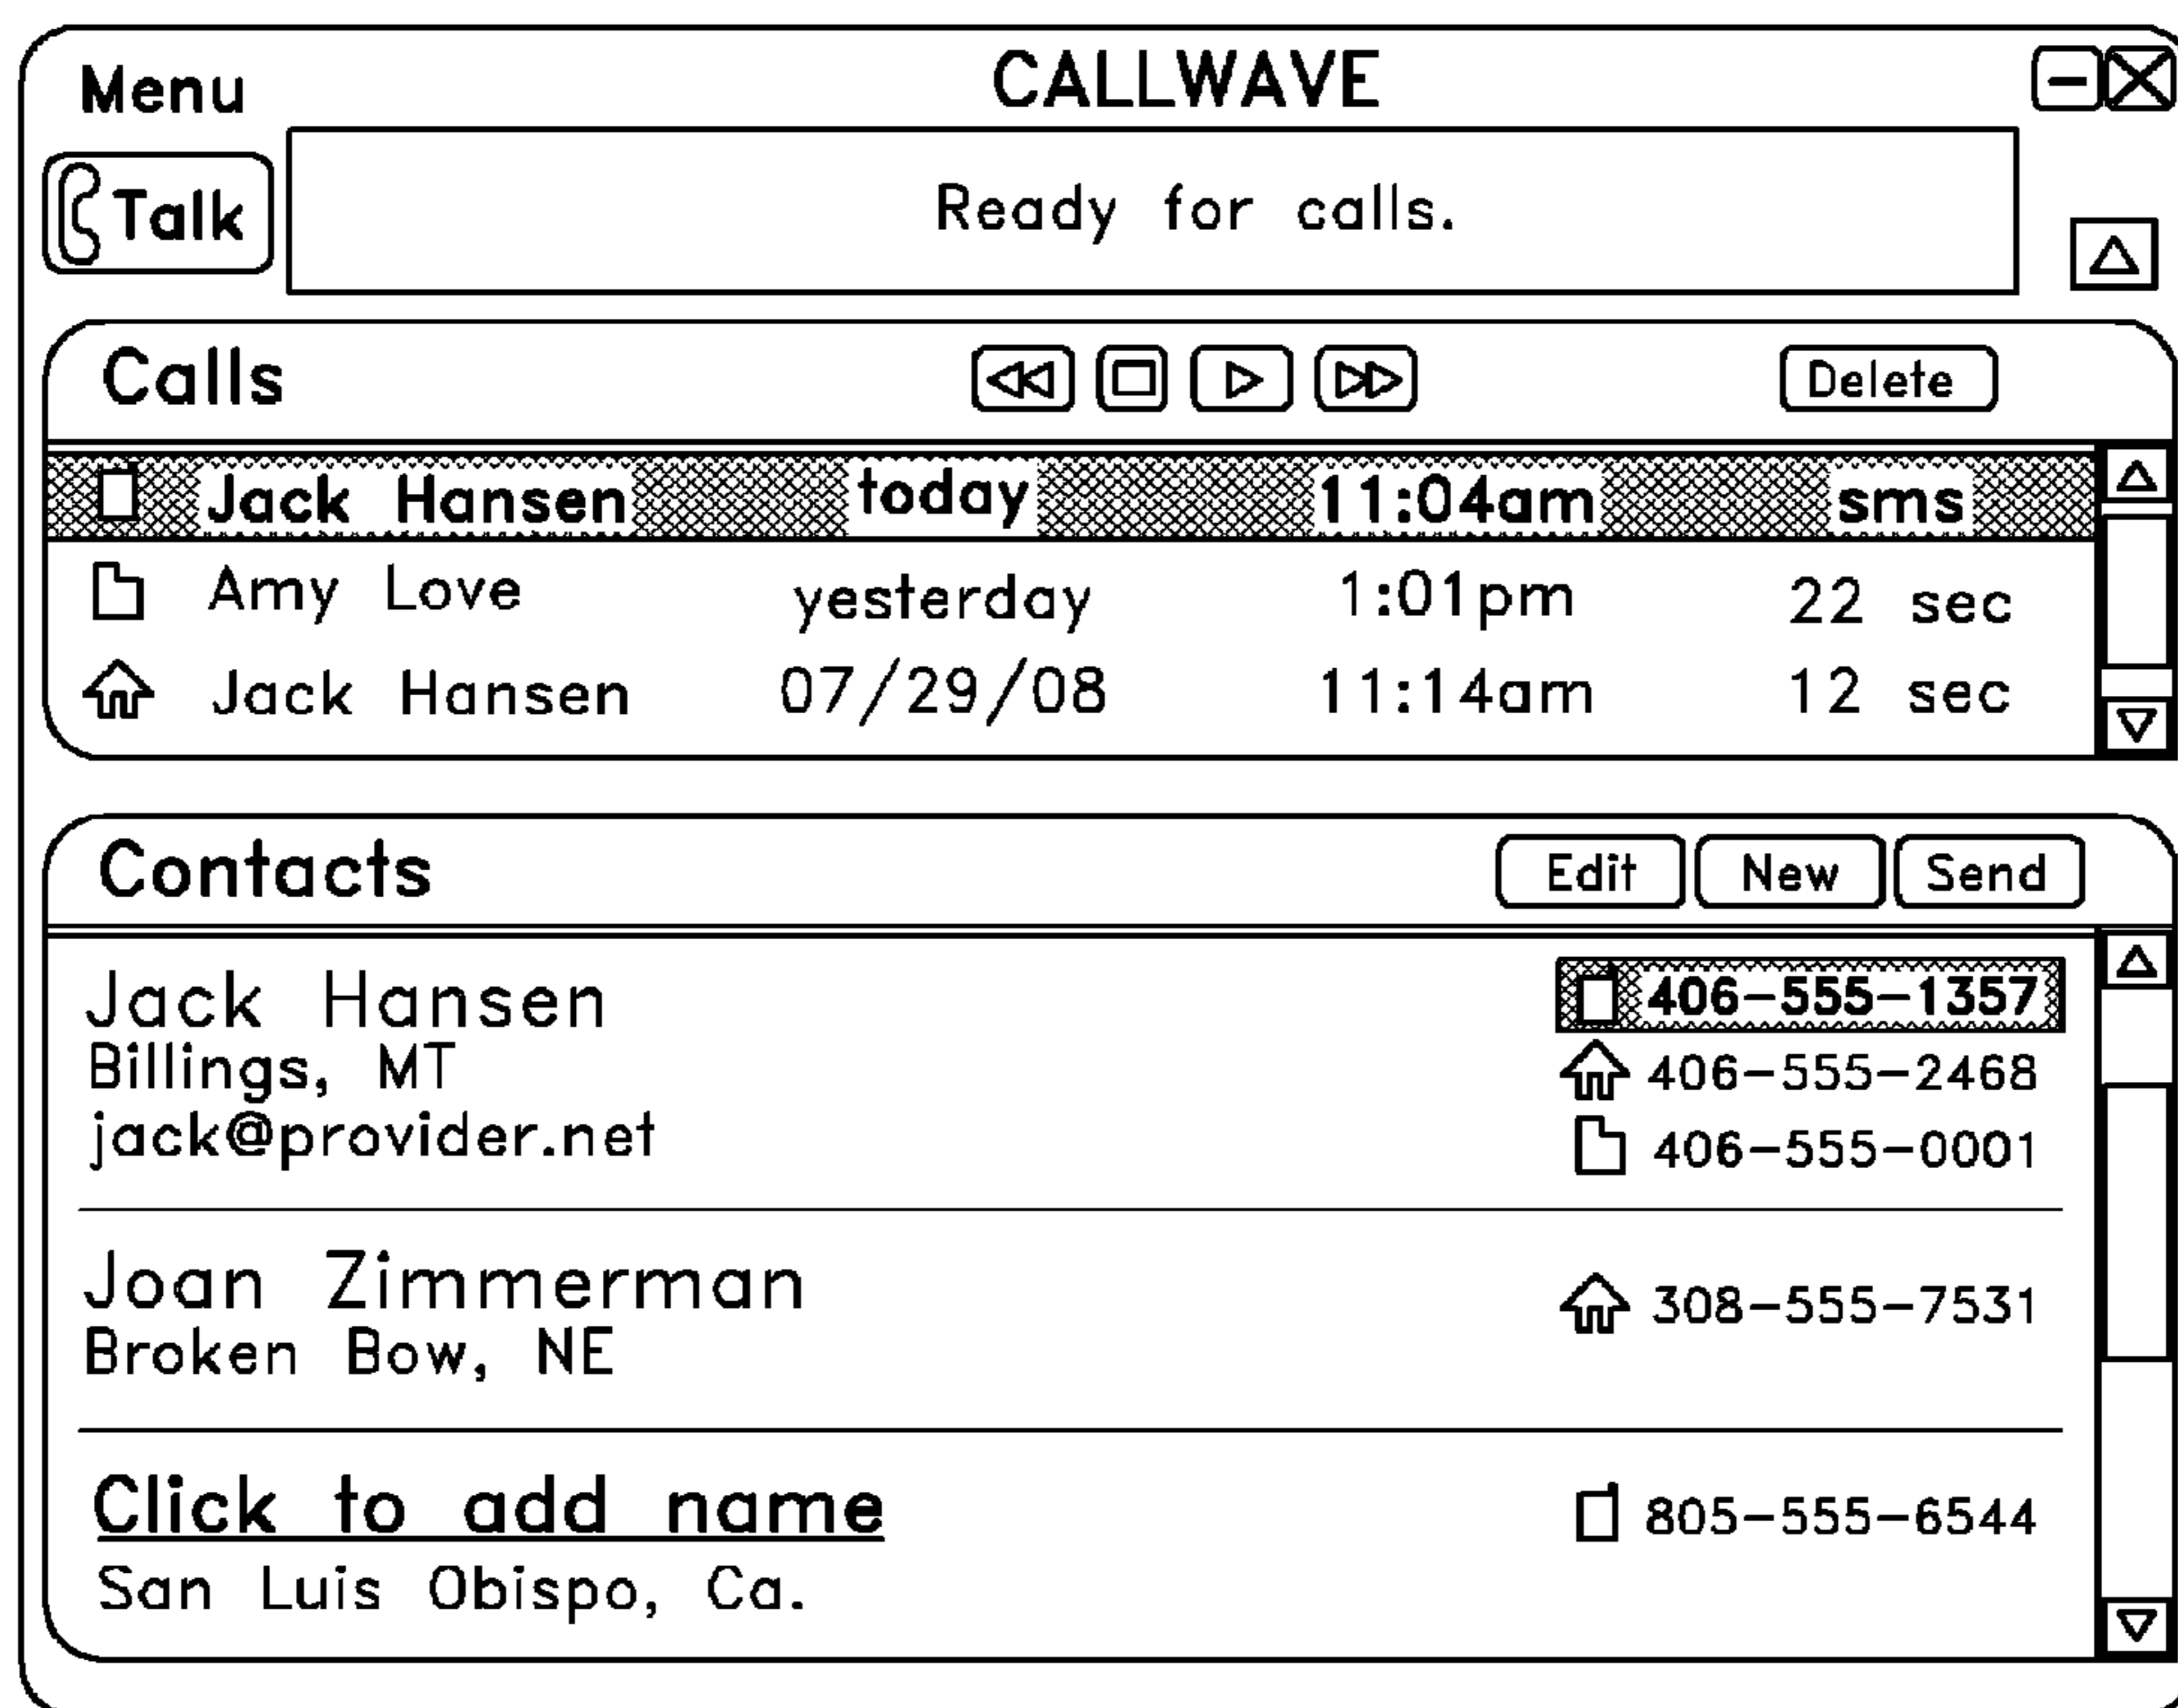 Menu CALLWAVE
Talk Ready for calls.
Calls Delete
Jack Hansen today 11:04am sms
Amy Love yesterday 1:01pm 22 sec
Jack Hansen 07/29/08 11:14am 12 sec
Contacts Edit New Send
Jack Hansen 406-555-1357
Billings, MT 406-555-2468
jack@provider.net 406-555-0001
Joan Zimmerman 308-555-7531
Broken Bow, NE
Click to add name 805-555-6544
San Luis Obispo, Ca.